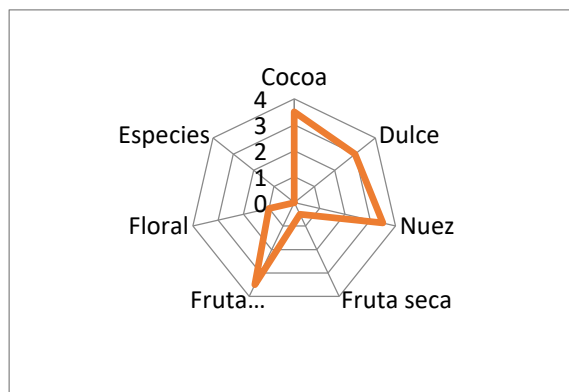 Cocoa
4
3
2
1
0
Dulce
Nuez
Fruta seca
Fruta...
Floral
Especies